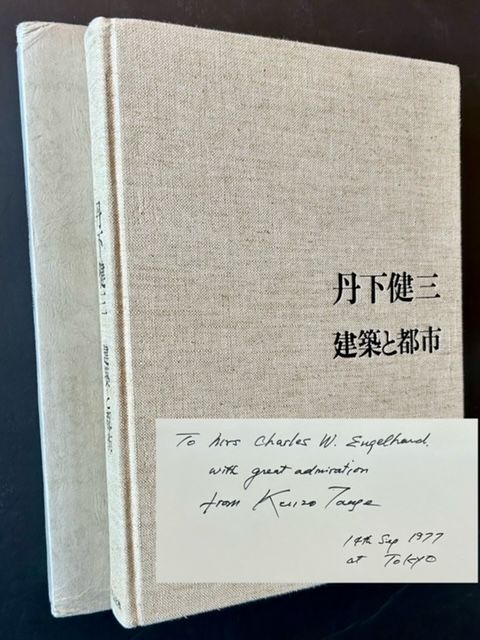 丹下健三
建築と都市
To Mrs Charles W. Engelhard.
with great admiration
from Kenzo Tange
14th Sep 1977
at TOKYO